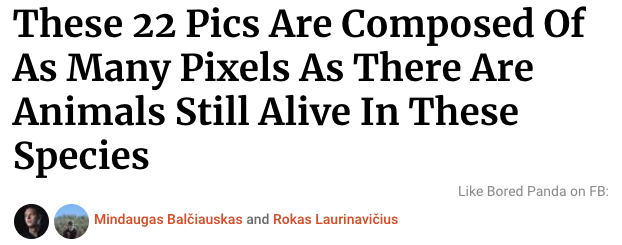 These 22 Pics Are Composed Of
As Many Pixels As There Are
Animals Still Alive In These
Species
Like Bored Panda on FB:
Mindaugas Balčiauskas and Rokas Laurinavičius